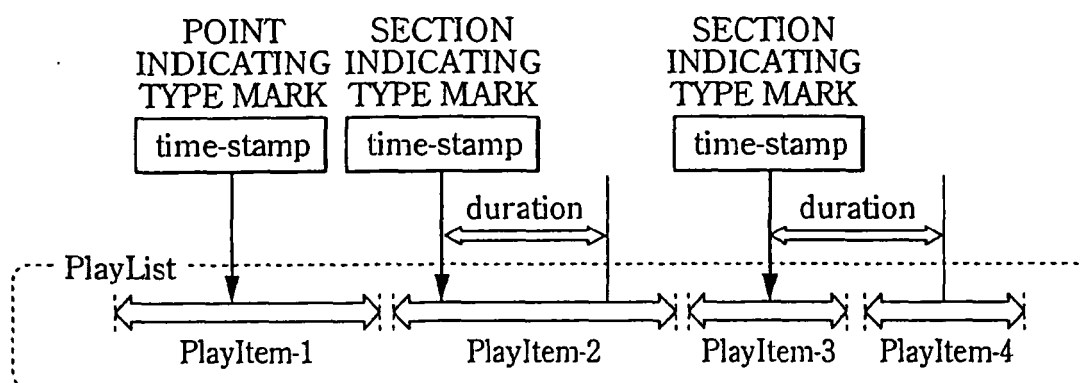 POINT
INDICATING
TYPE MARK
time-stamp
SECTION
INDICATING
TYPE MARK
time-stamp
SECTION
INDICATING
TYPE MARK
time-stamp
duration
duration
PlayList
PlayItem-1
PlayItem-2
PlayItem-3
PlayItem-4